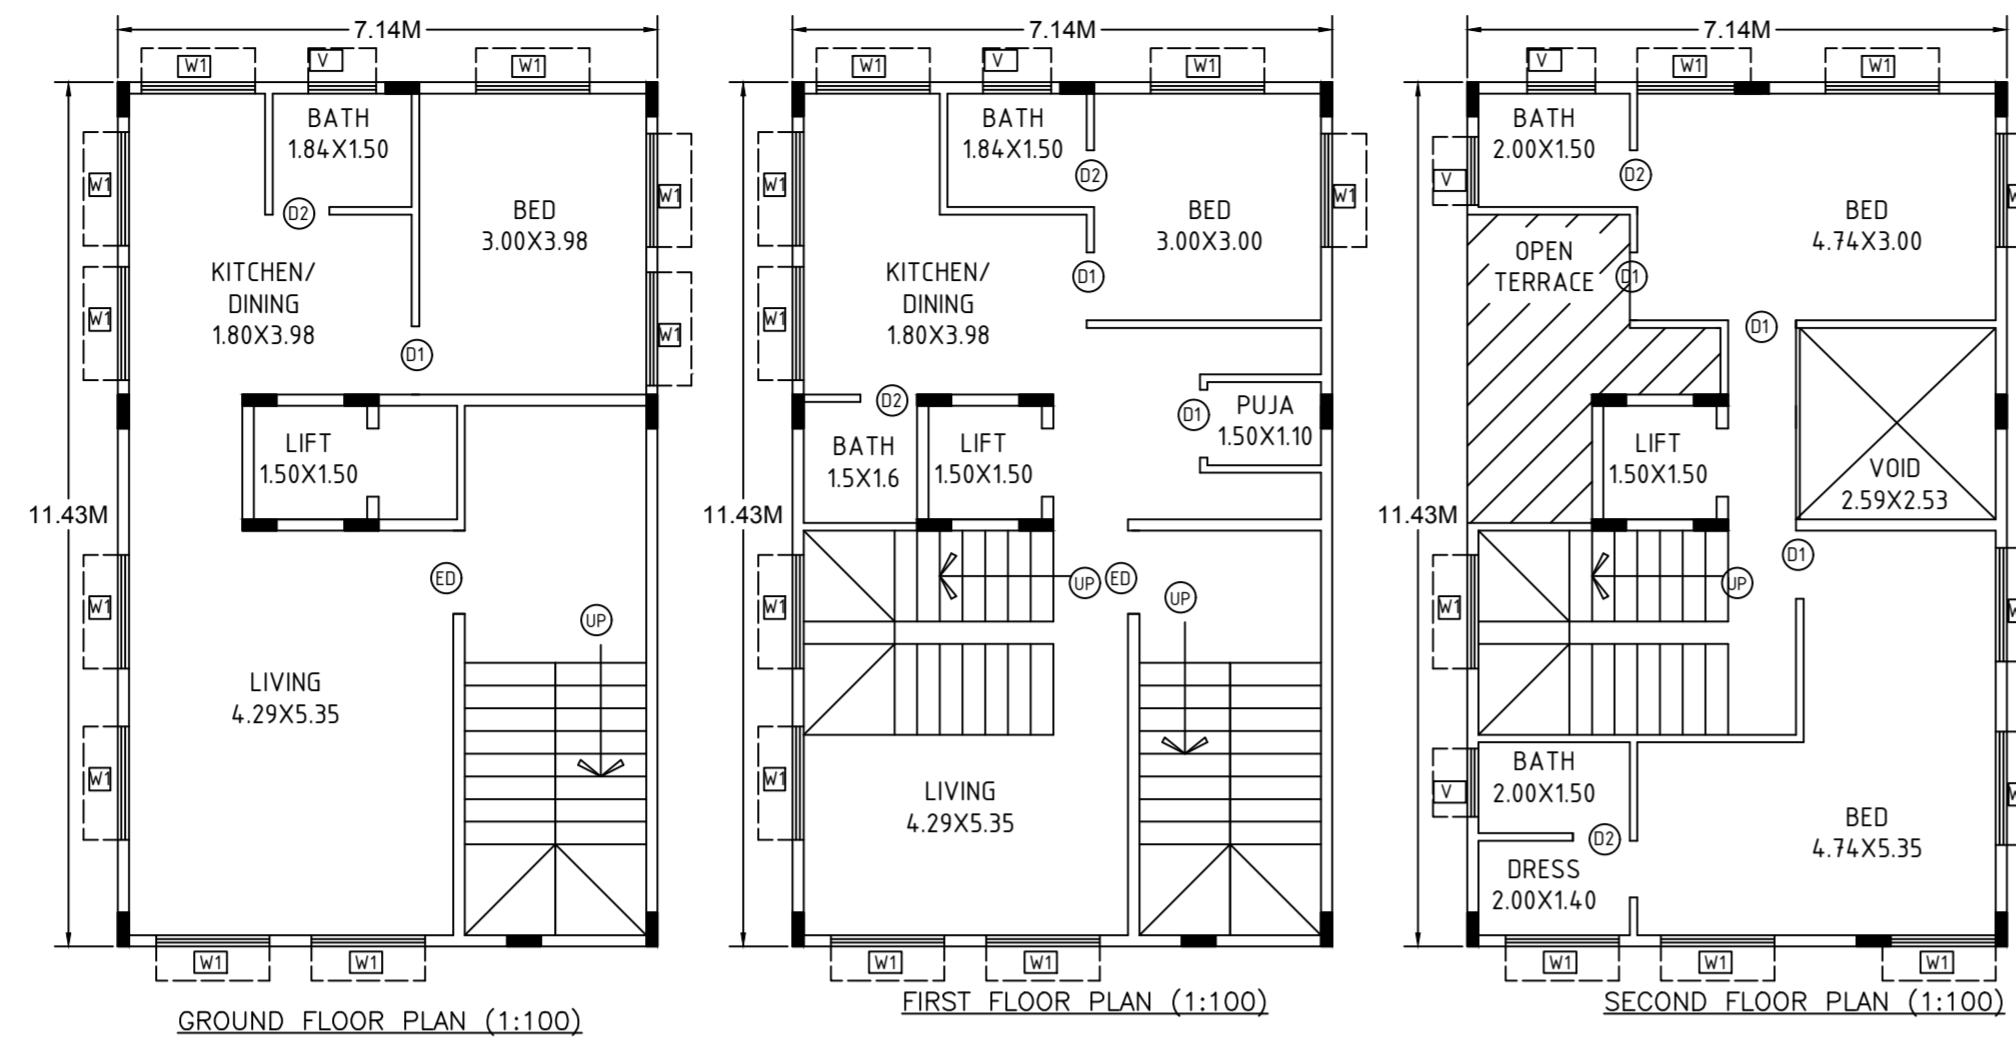 7.14M
W1
V
W1
BATH
1.84X1.50
W1
D2
BED
3.00X3.98
W1
KITCHEN/
DINING
1.80X3.98
W1
W1
D1
LIFT
1.50X1.50
11.43M
ED
UP
W1
LIVING
4.29X5.35
W1
W1
W1
GROUND FLOOR PLAN (1:100)
7.14M
W1
V
W1
BATH
1.84X1.50
D2
W1
W1
BED
3.00X3.00
KITCHEN/
DINING
1.80X3.98
D1
W1
D2
D1
PUJA
1.50X1.10
BATH
1.5X1.6
LIFT
1.50X1.50
11.43M
UP
ED
UP
W1
W1
LIVING
4.29X5.35
W1
W1
FIRST FLOOR PLAN (1:100)
7.14M
V
W1
W1
BATH
2.00X1.50
V
D2
BED
4.74X3.00
OPEN
TERRACE
D1
D1
LIFT
1.50X1.50
VOID
2.59X2.53
11.43M
D1
UP
W1
BATH
2.00X1.50
V
BED
4.74X5.35
D2
DRESS
2.00X1.40
W1
W1
W1
SECOND FLOOR PLAN (1:100)